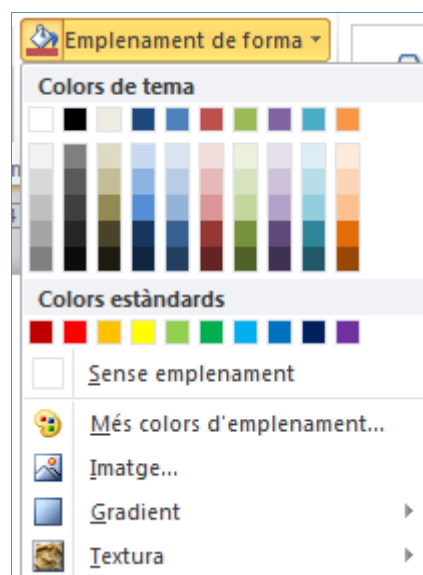 Emplenament de forma
Colors de tema
Colors estàndards
Sense emplenament
Més colors d'emplenament...
Imatge...
Gradient
Textura